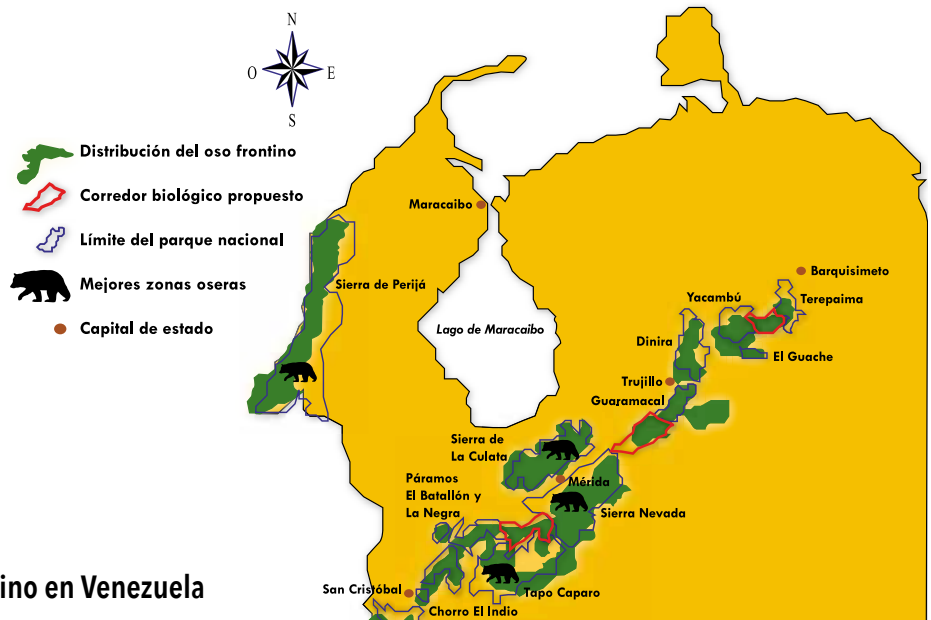 N
O
E
S
Distribución del oso frontino
Corredor biológico propuesto
Límite del parque nacional
Mejores zonas oseras
Capital de estado
Maracaibo
Sierra de Perijá
Lago de Maracaibo
Barquisimeto
Yacambú
Terepaima
Dinira
El Guache
Trujillo
Guaramacal
Sierra de
La Culata
Páramos
El Batallón y
La Negra
Mérida
Sierra Nevada
San Cristóbal
Tapo Caparo
Chorro El Indio
ino en Venezuela